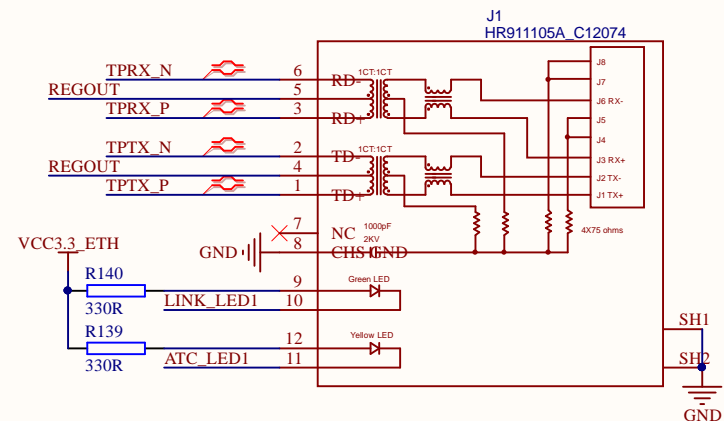 J1
HR911105A_C12074
TPRX_N 6 RD- 1CT:1CT
REGOUT 5
TPRX_P 3 RD+
TPTX_N 2 TD- 1CT:1CT
REGOUT 4
TPTX_P 1 TD+
J8
J7
J6 RX-
J5
J4
J3 RX+
J2 TX-
J1 TX+
7 NC 1000pF
2KV
GND 8 CHS GND
4X75 ohms
VCC3.3_ETH
R140 9 Green LED
330R LINK_LED1 10
R139 12 Yellow LED
330R ATC_LED1 11
SH1
SH2
GND